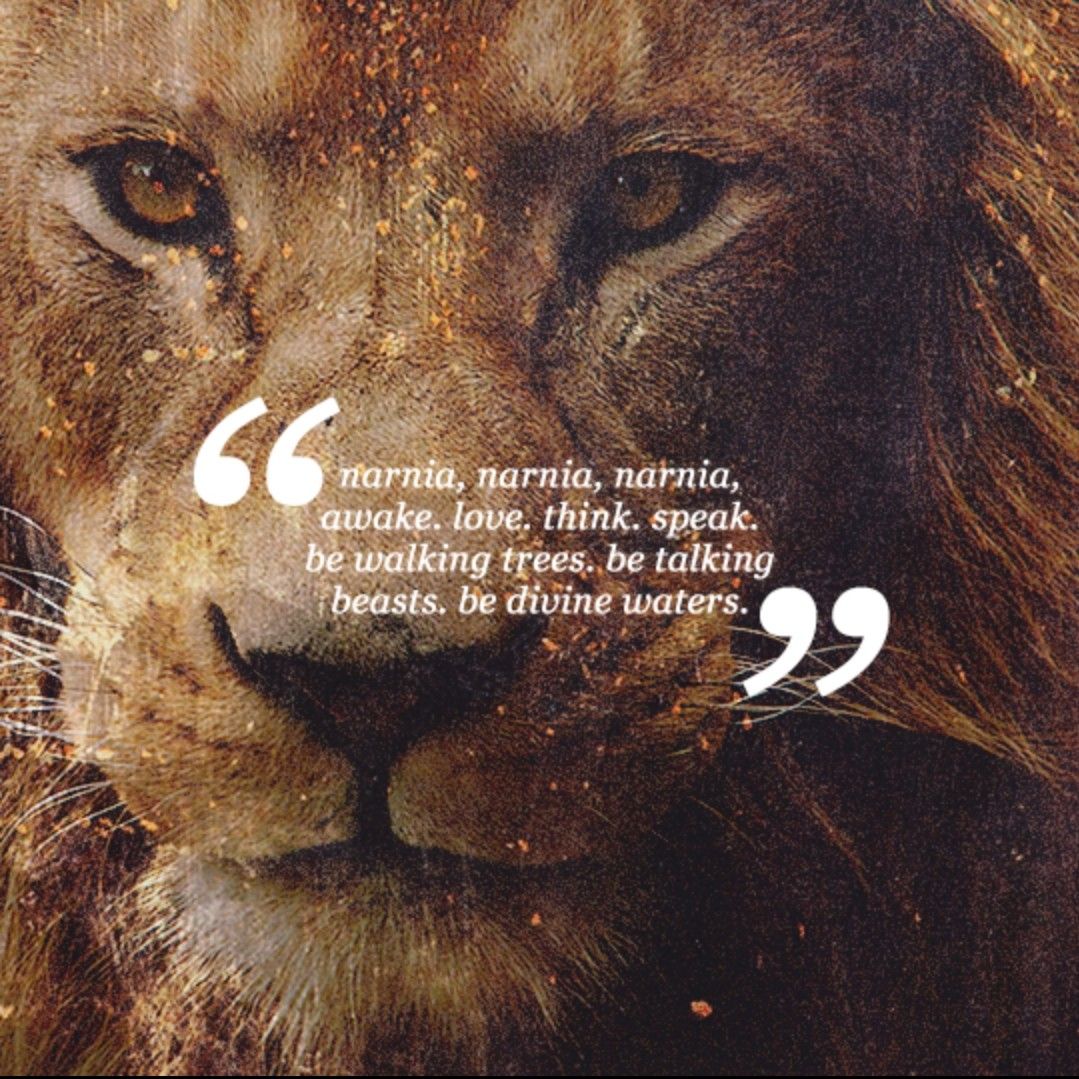 “narnia, narnia, narnia,
awake. love. think. speak.
be walking trees. be talking
beasts. be divine waters.”